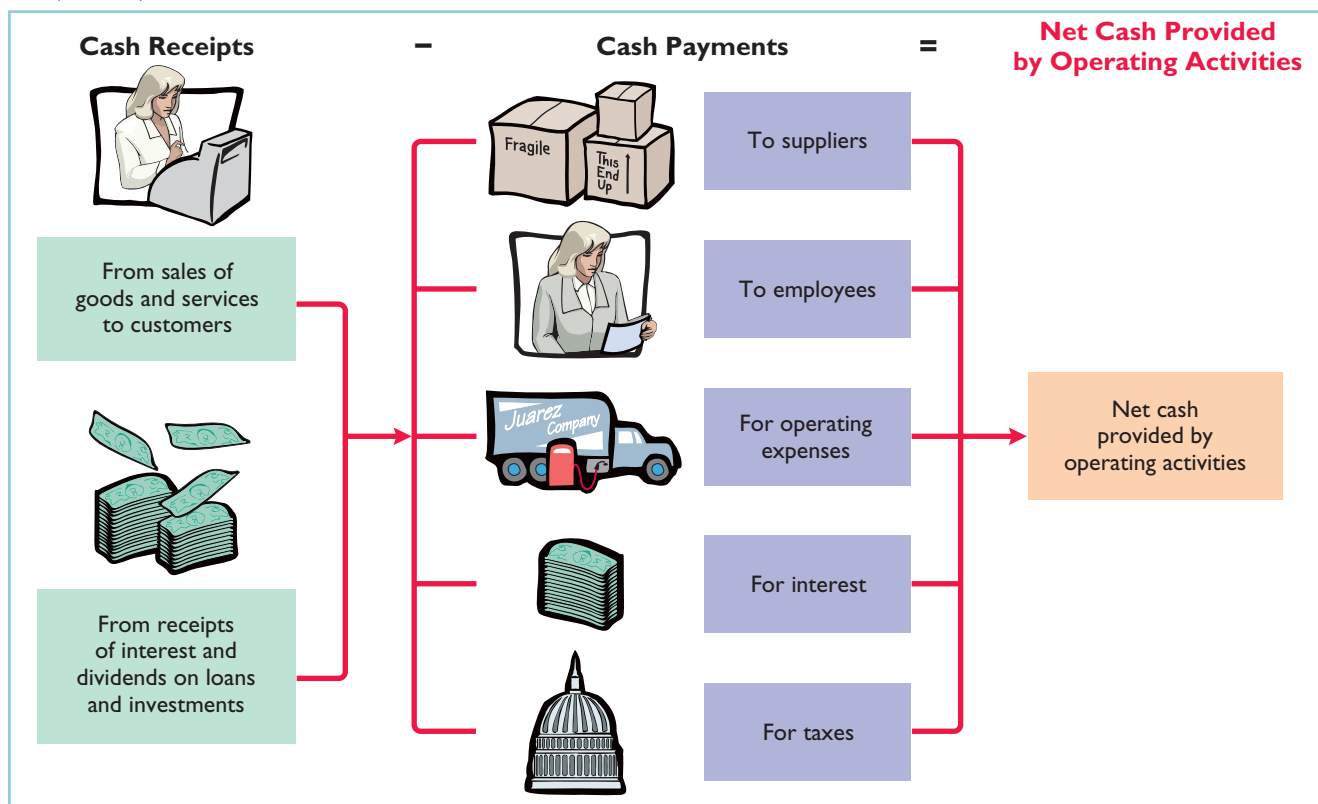 Cash Receipts
–
Cash Payments
=
Net Cash Provided
by Operating Activities
From sales of
goods and services
to customers
From receipts
of interest and
dividends on loans
and investments
Fragile
This
End
Up
To suppliers
To employees
Juarez
Company
For operating
expenses
For interest
For taxes
Net cash
provided by
operating activities